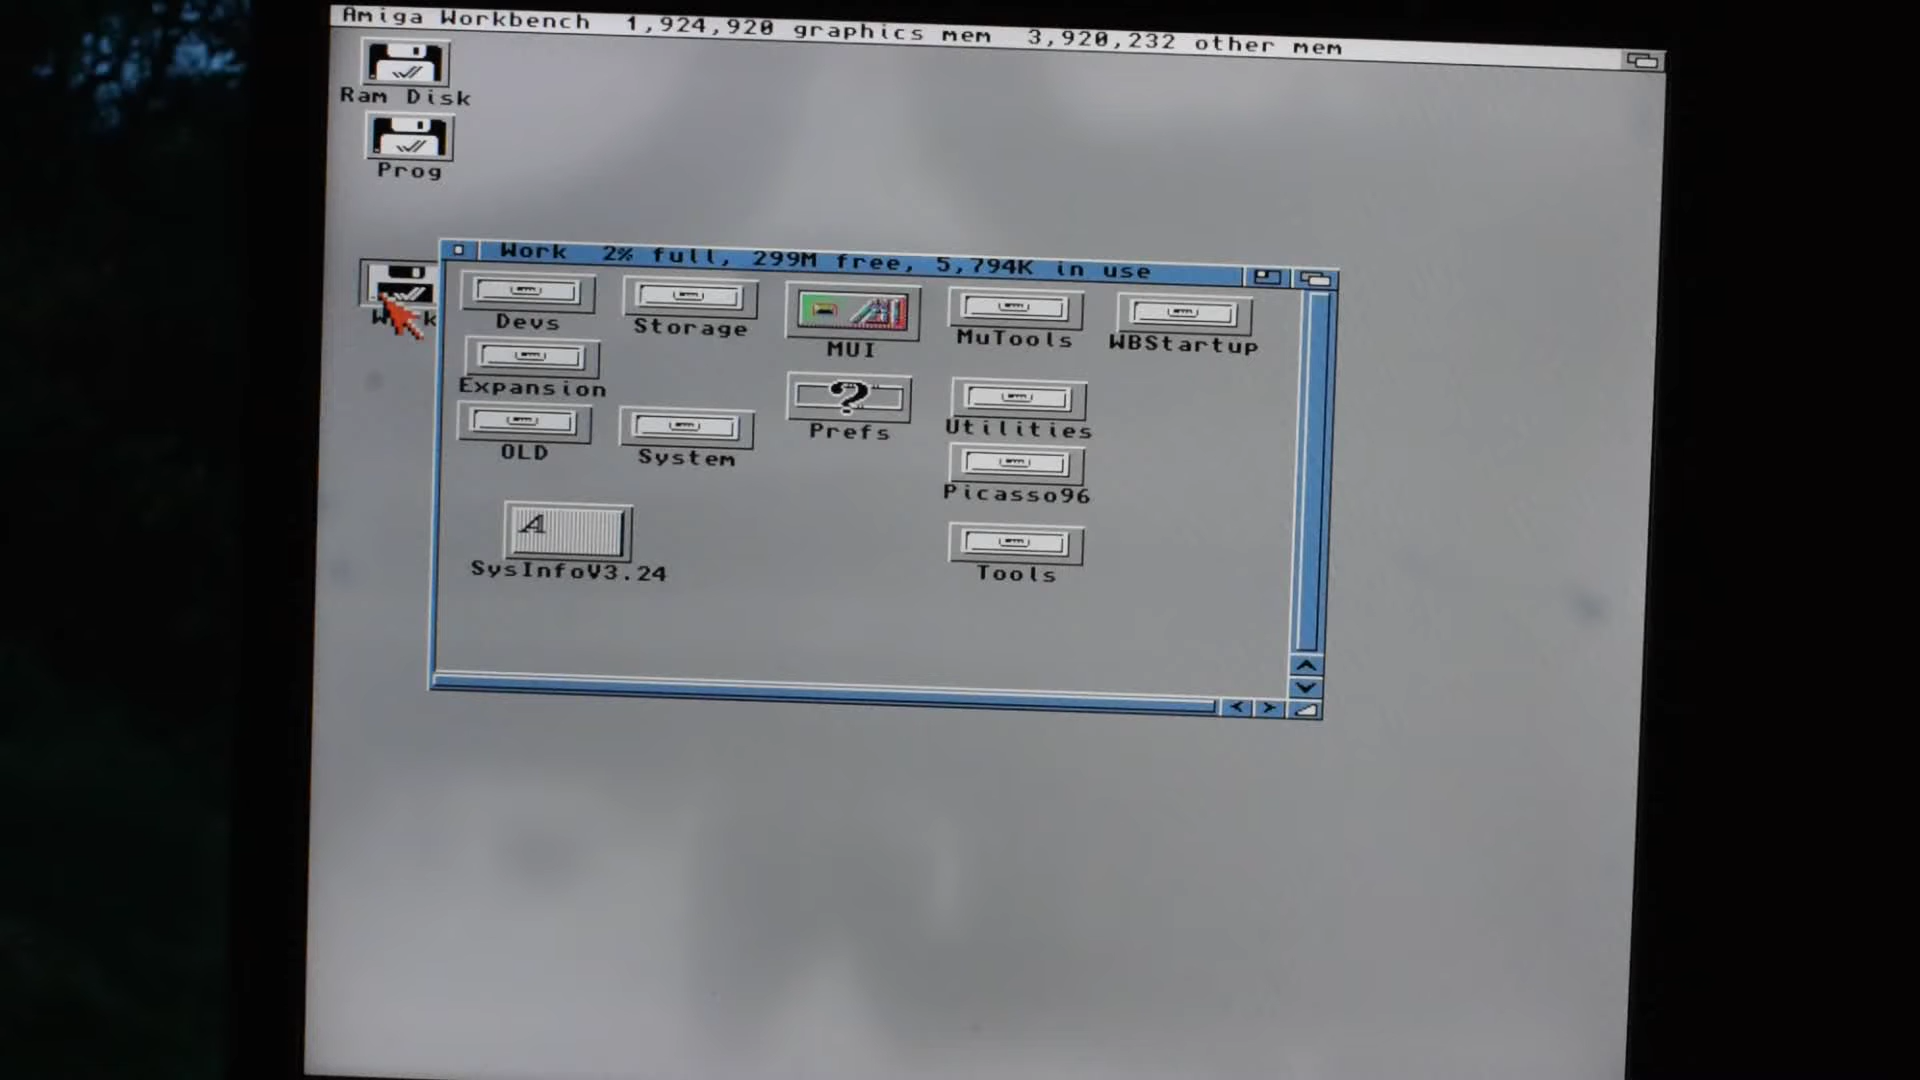 Amiga Workbench 1,924,920 graphics mem 3,920,232 other mem
Ram Disk
Prog
Work 2% full, 299M free, 5,794K in use
Devs Storage MUI MuTools WBStartup
Expansion
OLD System Prefs Utilities
Picasso96
A
SysInfoV3.24 Tools